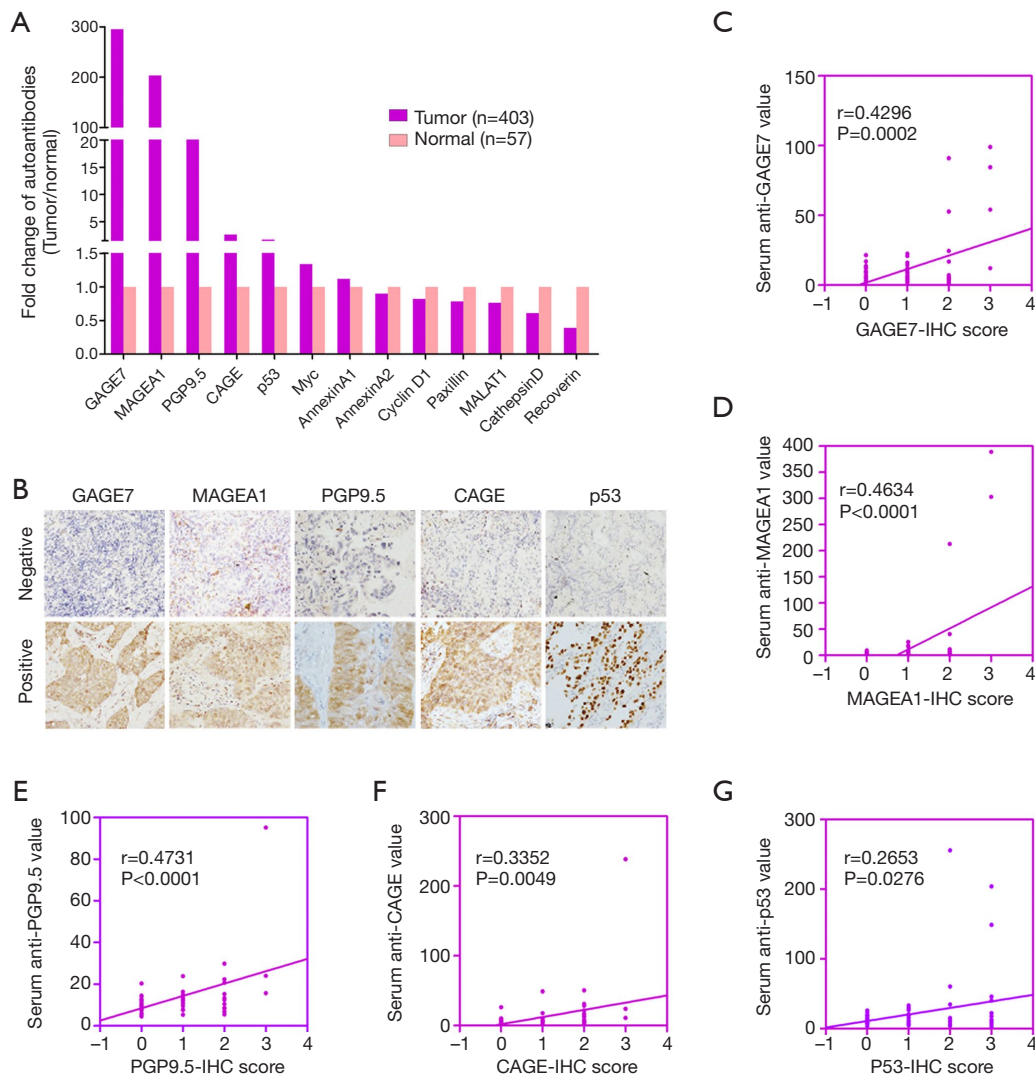 A
300
200
100
20
15
10
5
1.5
1.0
0.5
0.0
Fold change of autoantibodies
(Tumor/normal)
Tumor (n=403)
Normal (n=57)
GAGE7
MAGEA1
PGP9.5
CAGE
p53
Myc
AnnexinA1
AnnexinA2
Cyclin D1
Paxillin
MALAT1
CathepsinD
Recoverin
B
GAGE7 MAGEA1 PGP9.5 CAGE p53
Negative
Positive
C
150
100
50
0
Serum anti-GAGE7 value
r=0.4296
P=0.0002
−1 0 1 2 3 4
GAGE7-IHC score
D
400
350
300
250
200
150
100
50
0
Serum anti-MAGEA1 value
r=0.4634
P<0.0001
−1 0 1 2 3 4
MAGEA1-IHC score
E
100
80
60
40
20
0
Serum anti-PGP9.5 value
r=0.4731
P<0.0001
−1 0 1 2 3 4
PGP9.5-IHC score
F
300
200
100
0
Serum anti-CAGE value
r=0.3352
P=0.0049
−1 0 1 2 3 4
CAGE-IHC score
G
300
200
100
0
Serum anti-p53 value
r=0.2653
P=0.0276
−1 0 1 2 3 4
P53-IHC score